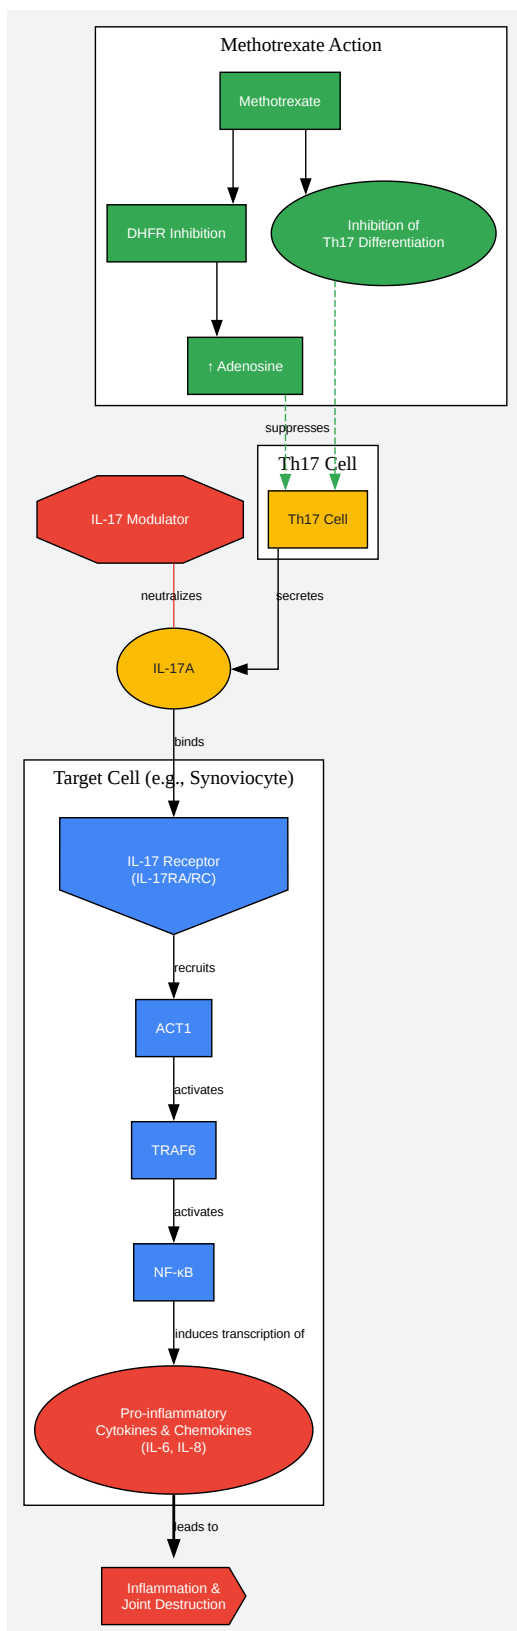 Methotrexate Action
Methotrexate
DHFR Inhibition
Inhibition of
Th17 Differentiation
↑ Adenosine
suppresses
Th17 Cell
IL-17 Modulator
Th17 Cell
neutralizes
secretes
IL-17A
binds
Target Cell (e.g., Synoviocyte)
IL-17 Receptor
(IL-17RA/RC)
recruits
ACT1
activates
TRAF6
activates
NF-κB
induces transcription of
Pro-inflammatory
Cytokines & Chemokines
(IL-6, IL-8)
leads to
Inflammation &
Joint Destruction